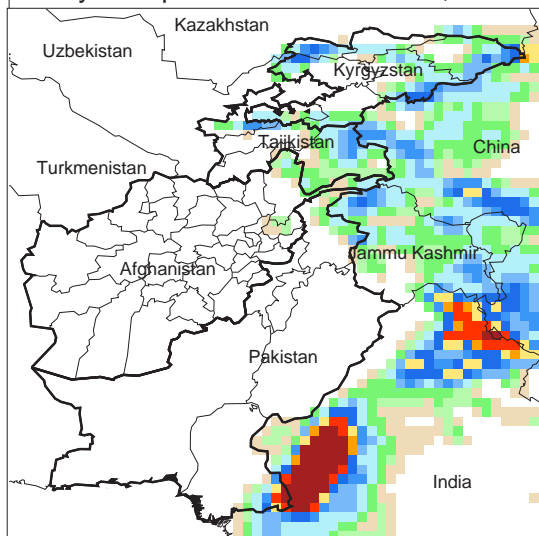 Kazakhstan
Uzbekistan
Kyrgyzstan
Tajikistan
China
Turkmenistan
Jammu Kashmir
Afghanistan
Pakistan
India